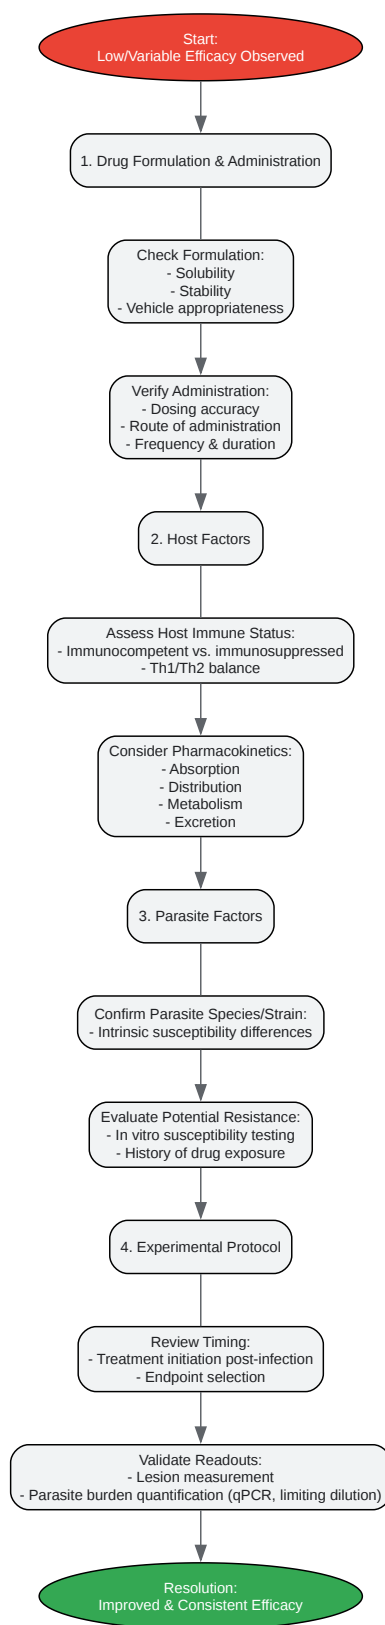 Start:
Low/Variable Efficacy Observed
1. Drug Formulation & Administration
Check Formulation:
- Solubility
- Stability
- Vehicle appropriateness
Verify Administration:
- Dosing accuracy
- Route of administration
- Frequency & duration
2. Host Factors
Assess Host Immune Status:
- Immunocompetent vs. immunosuppressed
- Th1/Th2 balance
Consider Pharmacokinetics:
- Absorption
- Distribution
- Metabolism
- Excretion
3. Parasite Factors
Confirm Parasite Species/Strain:
- Intrinsic susceptibility differences
Evaluate Potential Resistance:
- In vitro susceptibility testing
- History of drug exposure
4. Experimental Protocol
Review Timing:
- Treatment initiation post-infection
- Endpoint selection
Validate Readouts:
- Lesion measurement
- Parasite burden quantification (qPCR, limiting dilution)
Resolution:
Improved & Consistent Efficacy